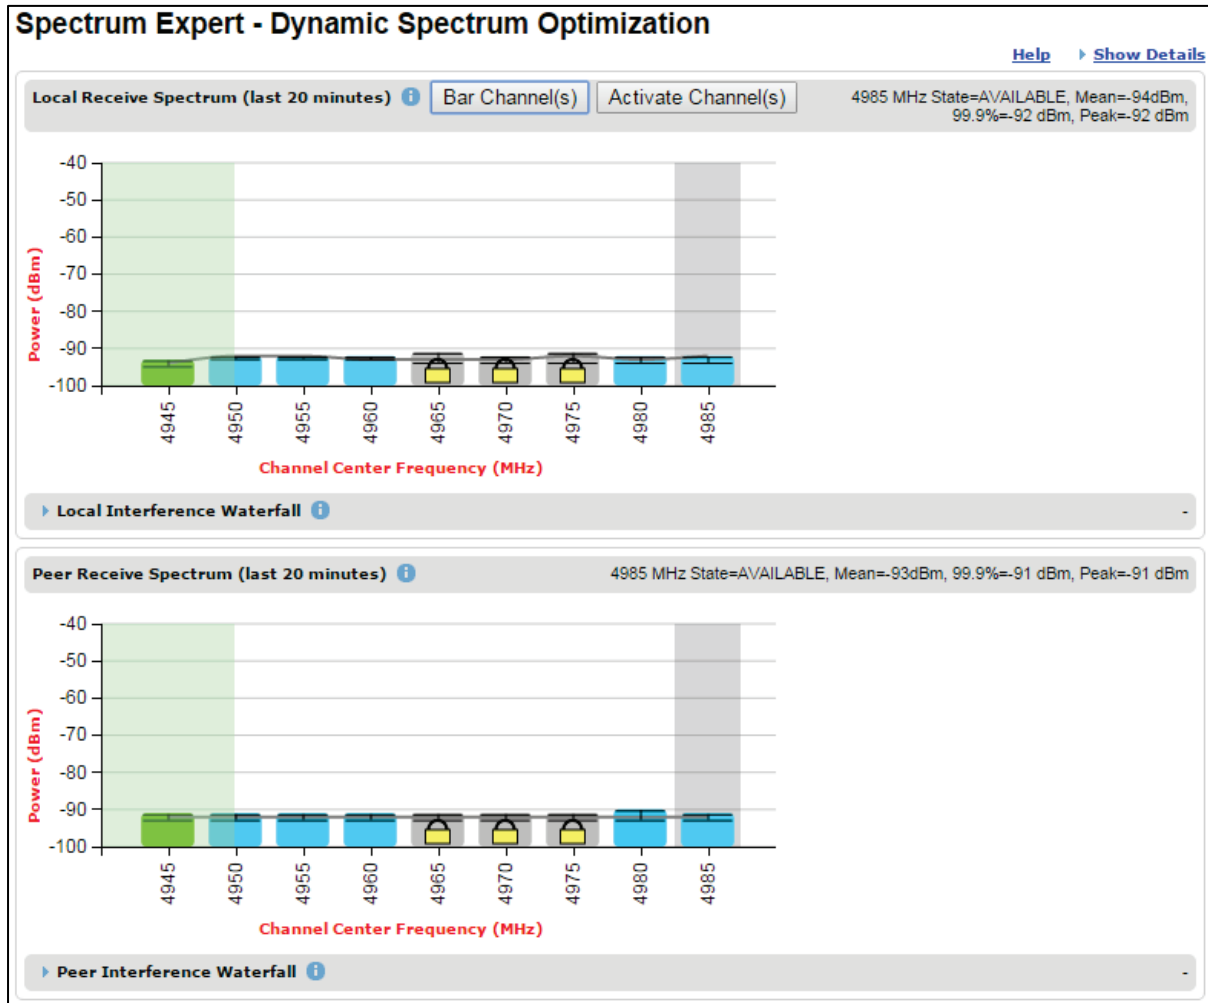 Spectrum Expert - Dynamic Spectrum Optimization
Help Show Details
Local Receive Spectrum (last 20 minutes) i Bar Channel(s) Activate Channel(s) 4985 MHz State=AVAILABLE, Mean=-94dBm,
99.9%=-92 dBm, Peak=-92 dBm
-40
-50
-60
-70
-80
-90
-100
Power (dBm)
4945 4950 4955 4960 4965 4970 4975 4980 4985
Channel Center Frequency (MHz)
Local Interference Waterfall i -
Peer Receive Spectrum (last 20 minutes) i 4985 MHz State=AVAILABLE, Mean=-93dBm, 99.9%=-91 dBm, Peak=-91 dBm
-40
-50
-60
-70
-80
-90
-100
Power (dBm)
4945 4950 4955 4960 4965 4970 4975 4980 4985
Channel Center Frequency (MHz)
Peer Interference Waterfall i -